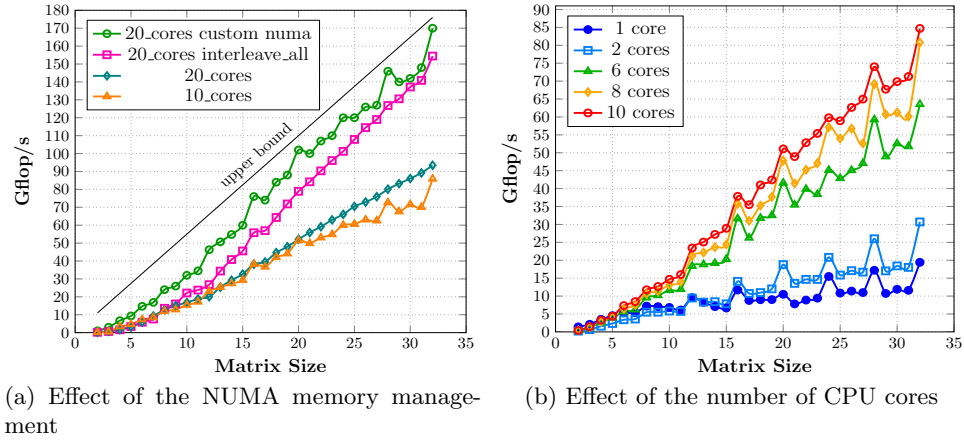 180
170
160
150
140
130
120
110
100
90
80
70
60
50
40
30
20
10
0
Gflop/s
20_cores custom numa
20_cores interleave_all
20_cores
10_cores
upper bound
0 5 10 15 20 25 30 35
Matrix Size
(a) Effect of the NUMA memory manage-
ment
90
85
80
75
70
65
60
55
50
45
40
35
30
25
20
15
10
5
0
Gflop/s
1 core
2 cores
6 cores
8 cores
10 cores
0 5 10 15 20 25 30 35
Matrix Size
(b) Effect of the number of CPU cores